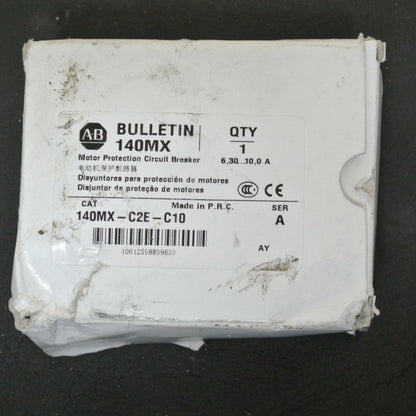 AB
BULLETIN
140MX
QTY
1
Motor Protection Circuit Breaker
6,30...10,0 A
电动机保护断路器
Disyuntores para protección de motores
Disjuntor de proteção de motores
CCC CE
CAT
Made in P.R.C.
SER
140MX-C2E-C10
A
AY